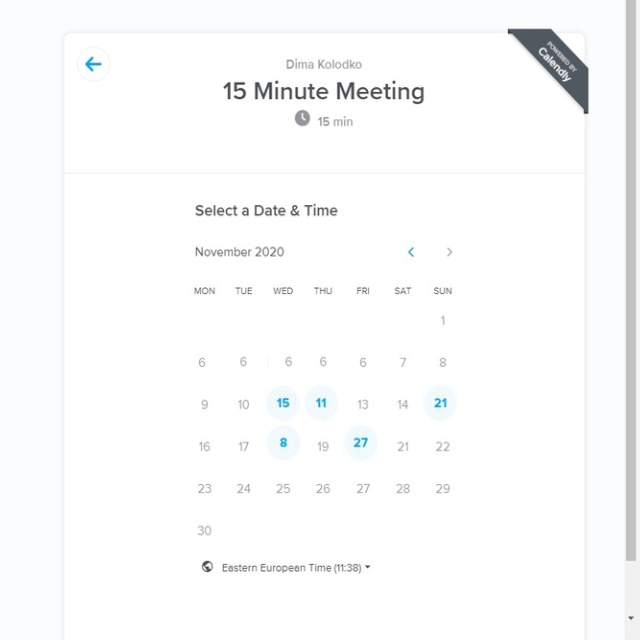 POWERED BY
Calendly
Dima Kolodko
15 Minute Meeting
15 min
Select a Date & Time
November 2020
MON TUE WED THU FRI SAT SUN
1
6 6 6 6 6 7 8
9 10 15 11 13 14 21
16 17 8 19 27 21 22
23 24 25 26 27 28 29
30
Eastern European Time (11:38)